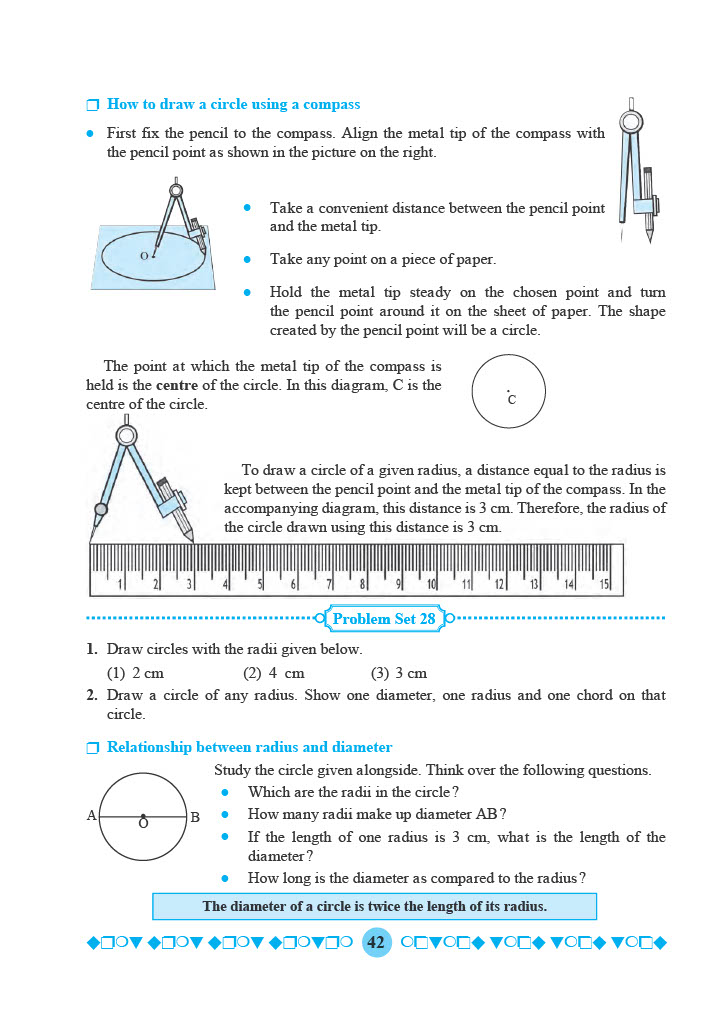 How to draw a circle using a compass
• First fix the pencil to the compass. Align the metal tip of the compass with
the pencil point as shown in the picture on the right.
• Take a convenient distance between the pencil point
and the metal tip.
• Take any point on a piece of paper.
• Hold the metal tip steady on the chosen point and turn
the pencil point around it on the sheet of paper. The shape
created by the pencil point will be a circle.
O
The point at which the metal tip of the compass is
held is the centre of the circle. In this diagram, C is the
centre of the circle.
C
To draw a circle of a given radius, a distance equal to the radius is
kept between the pencil point and the metal tip of the compass. In the
accompanying diagram, this distance is 3 cm. Therefore, the radius of
the circle drawn using this distance is 3 cm.
1 2 3 4 5 6 7 8 9 10 11 12 13 14 15
Problem Set 28
1. Draw circles with the radii given below.
(1) 2 cm (2) 4 cm (3) 3 cm
2. Draw a circle of any radius. Show one diameter, one radius and one chord on that
circle.
Relationship between radius and diameter
Study the circle given alongside. Think over the following questions.
• Which are the radii in the circle?
A O B
• How many radii make up diameter AB?
• If the length of one radius is 3 cm, what is the length of the
diameter?
• How long is the diameter as compared to the radius?
The diameter of a circle is twice the length of its radius.
42